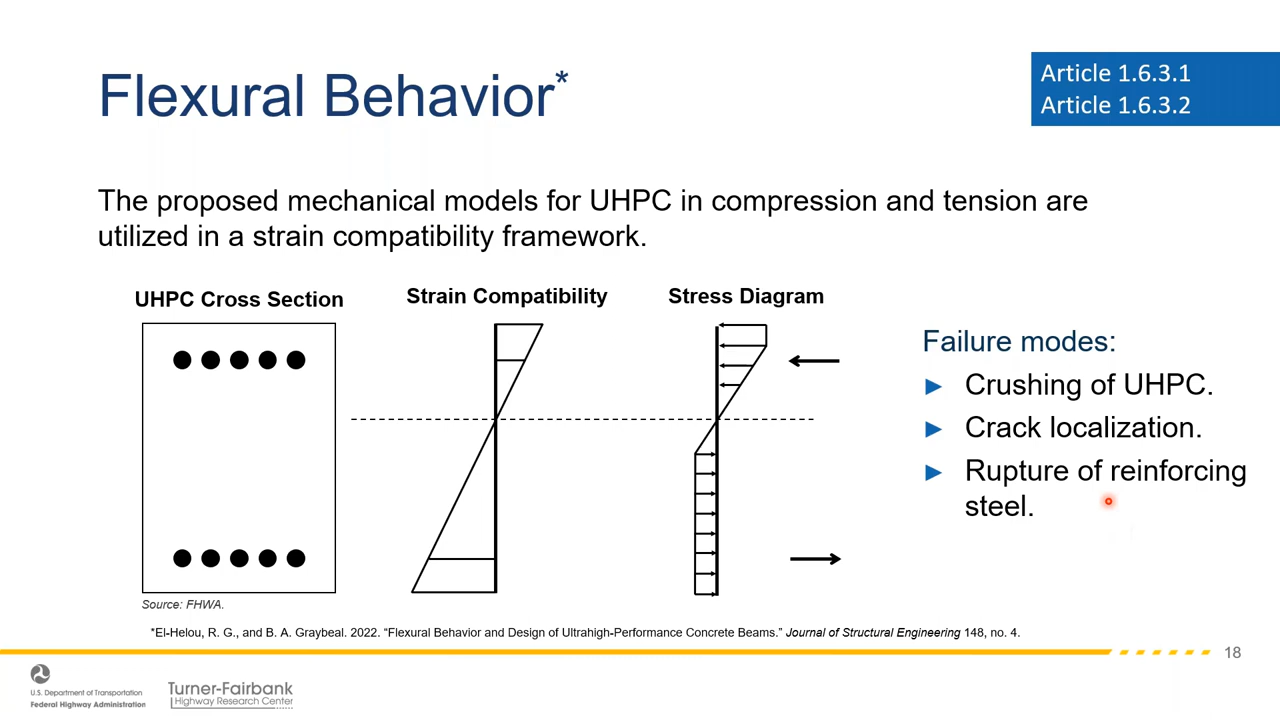 Flexural Behavior*
Article 1.6.3.1
Article 1.6.3.2
The proposed mechanical models for UHPC in compression and tension are
utilized in a strain compatibility framework.
UHPC Cross Section
Strain Compatibility
Stress Diagram
Failure modes:
► Crushing of UHPC.
► Crack localization.
► Rupture of reinforcing
steel.
Source: FHWA.
*El-Helou, R. G., and B. A. Graybeal. 2022. “Flexural Behavior and Design of Ultrahigh-Performance Concrete Beams.” Journal of Structural Engineering 148, no. 4.
18
U.S. Department of Transportation
Federal Highway Administration
Turner-Fairbank
Highway Research Center